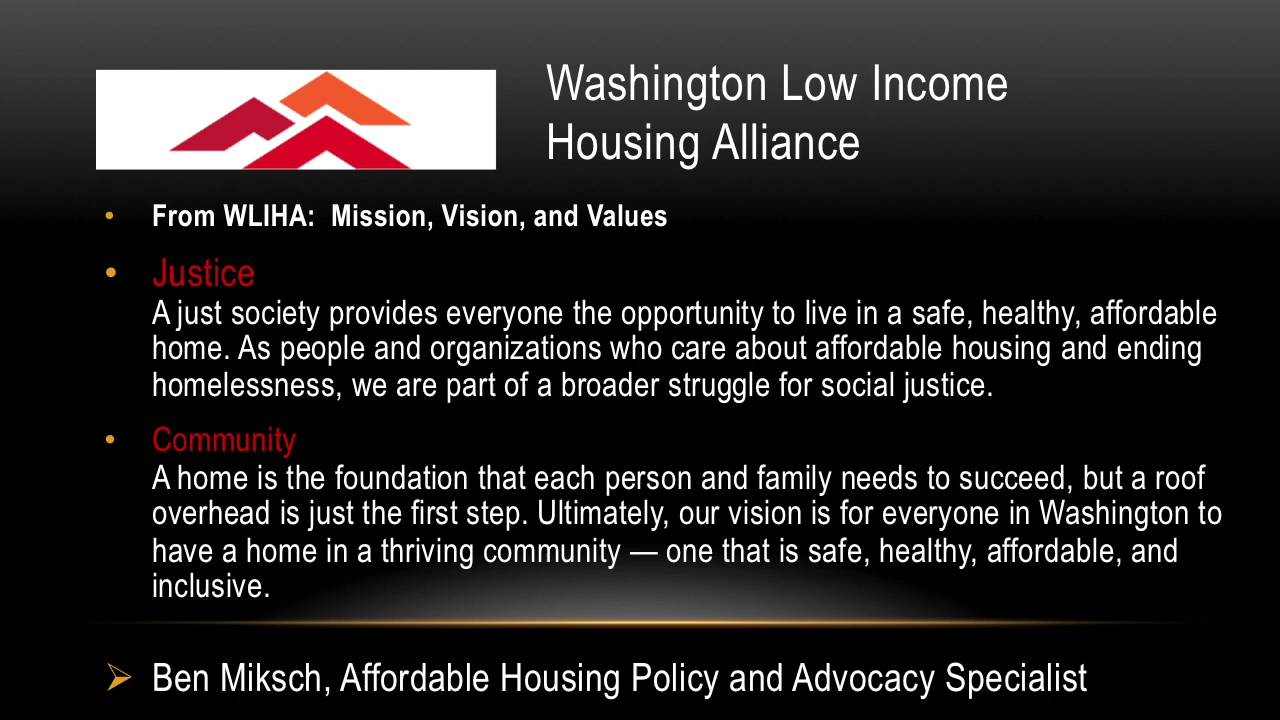 Washington Low Income
Housing Alliance
• From WLIHA:  Mission, Vision, and Values
• Justice
A just society provides everyone the opportunity to live in a safe, healthy, affordable
home. As people and organizations who care about affordable housing and ending
homelessness, we are part of a broader struggle for social justice.
• Community
A home is the foundation that each person and family needs to succeed, but a roof
overhead is just the first step. Ultimately, our vision is for everyone in Washington to
have a home in a thriving community — one that is safe, healthy, affordable, and
inclusive.
➢ Ben Miksch, Affordable Housing Policy and Advocacy Specialist